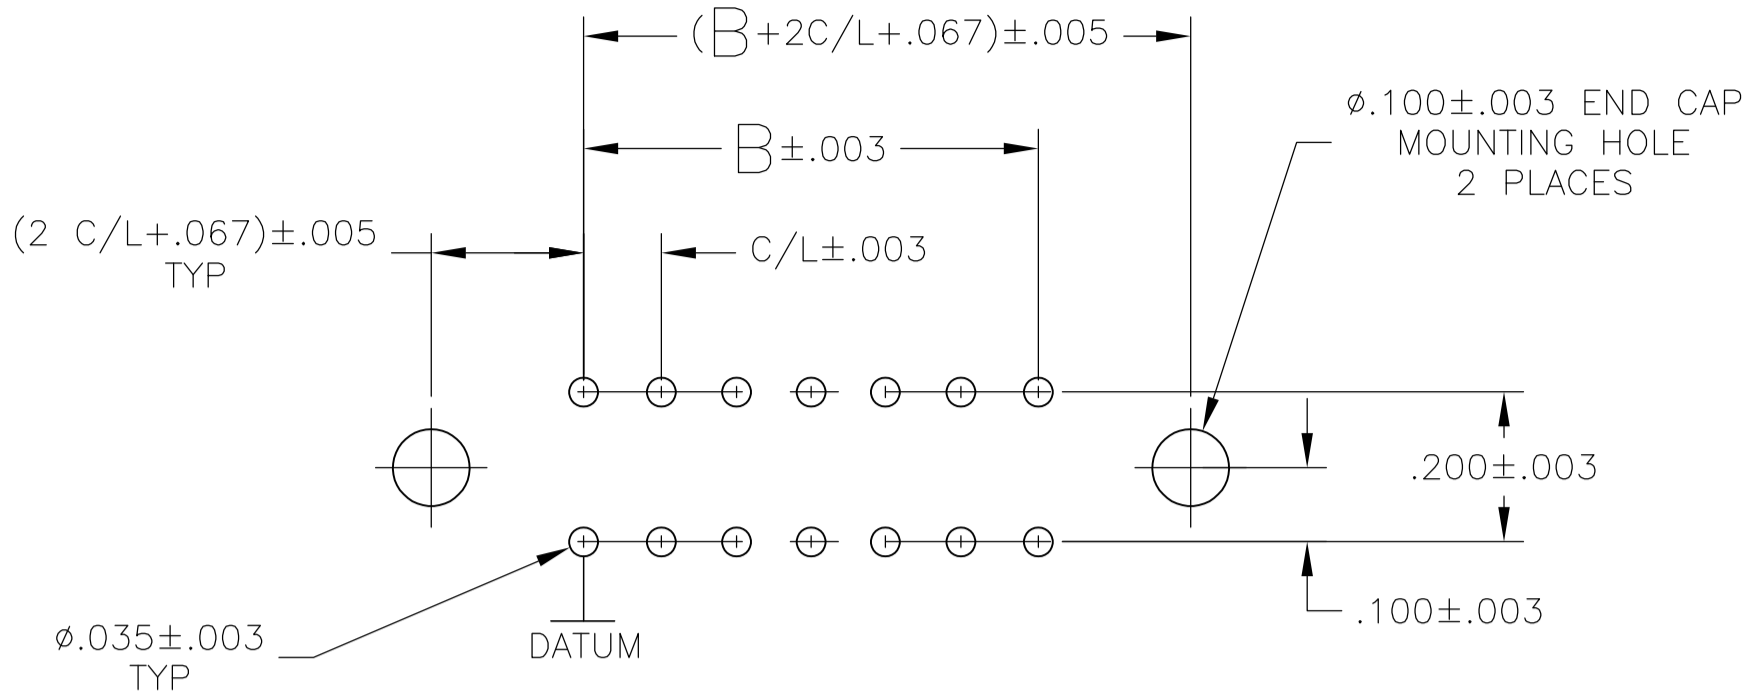 (B+2C/L+.067)±.005
ø.100±.003 END CAP
MOUNTING HOLE
2 PLACES
B±.003
(2 C/L+.067)±.005
TYP
C/L±.003
.200±.003
.100±.003
ø.035±.003
TYP
DATUM